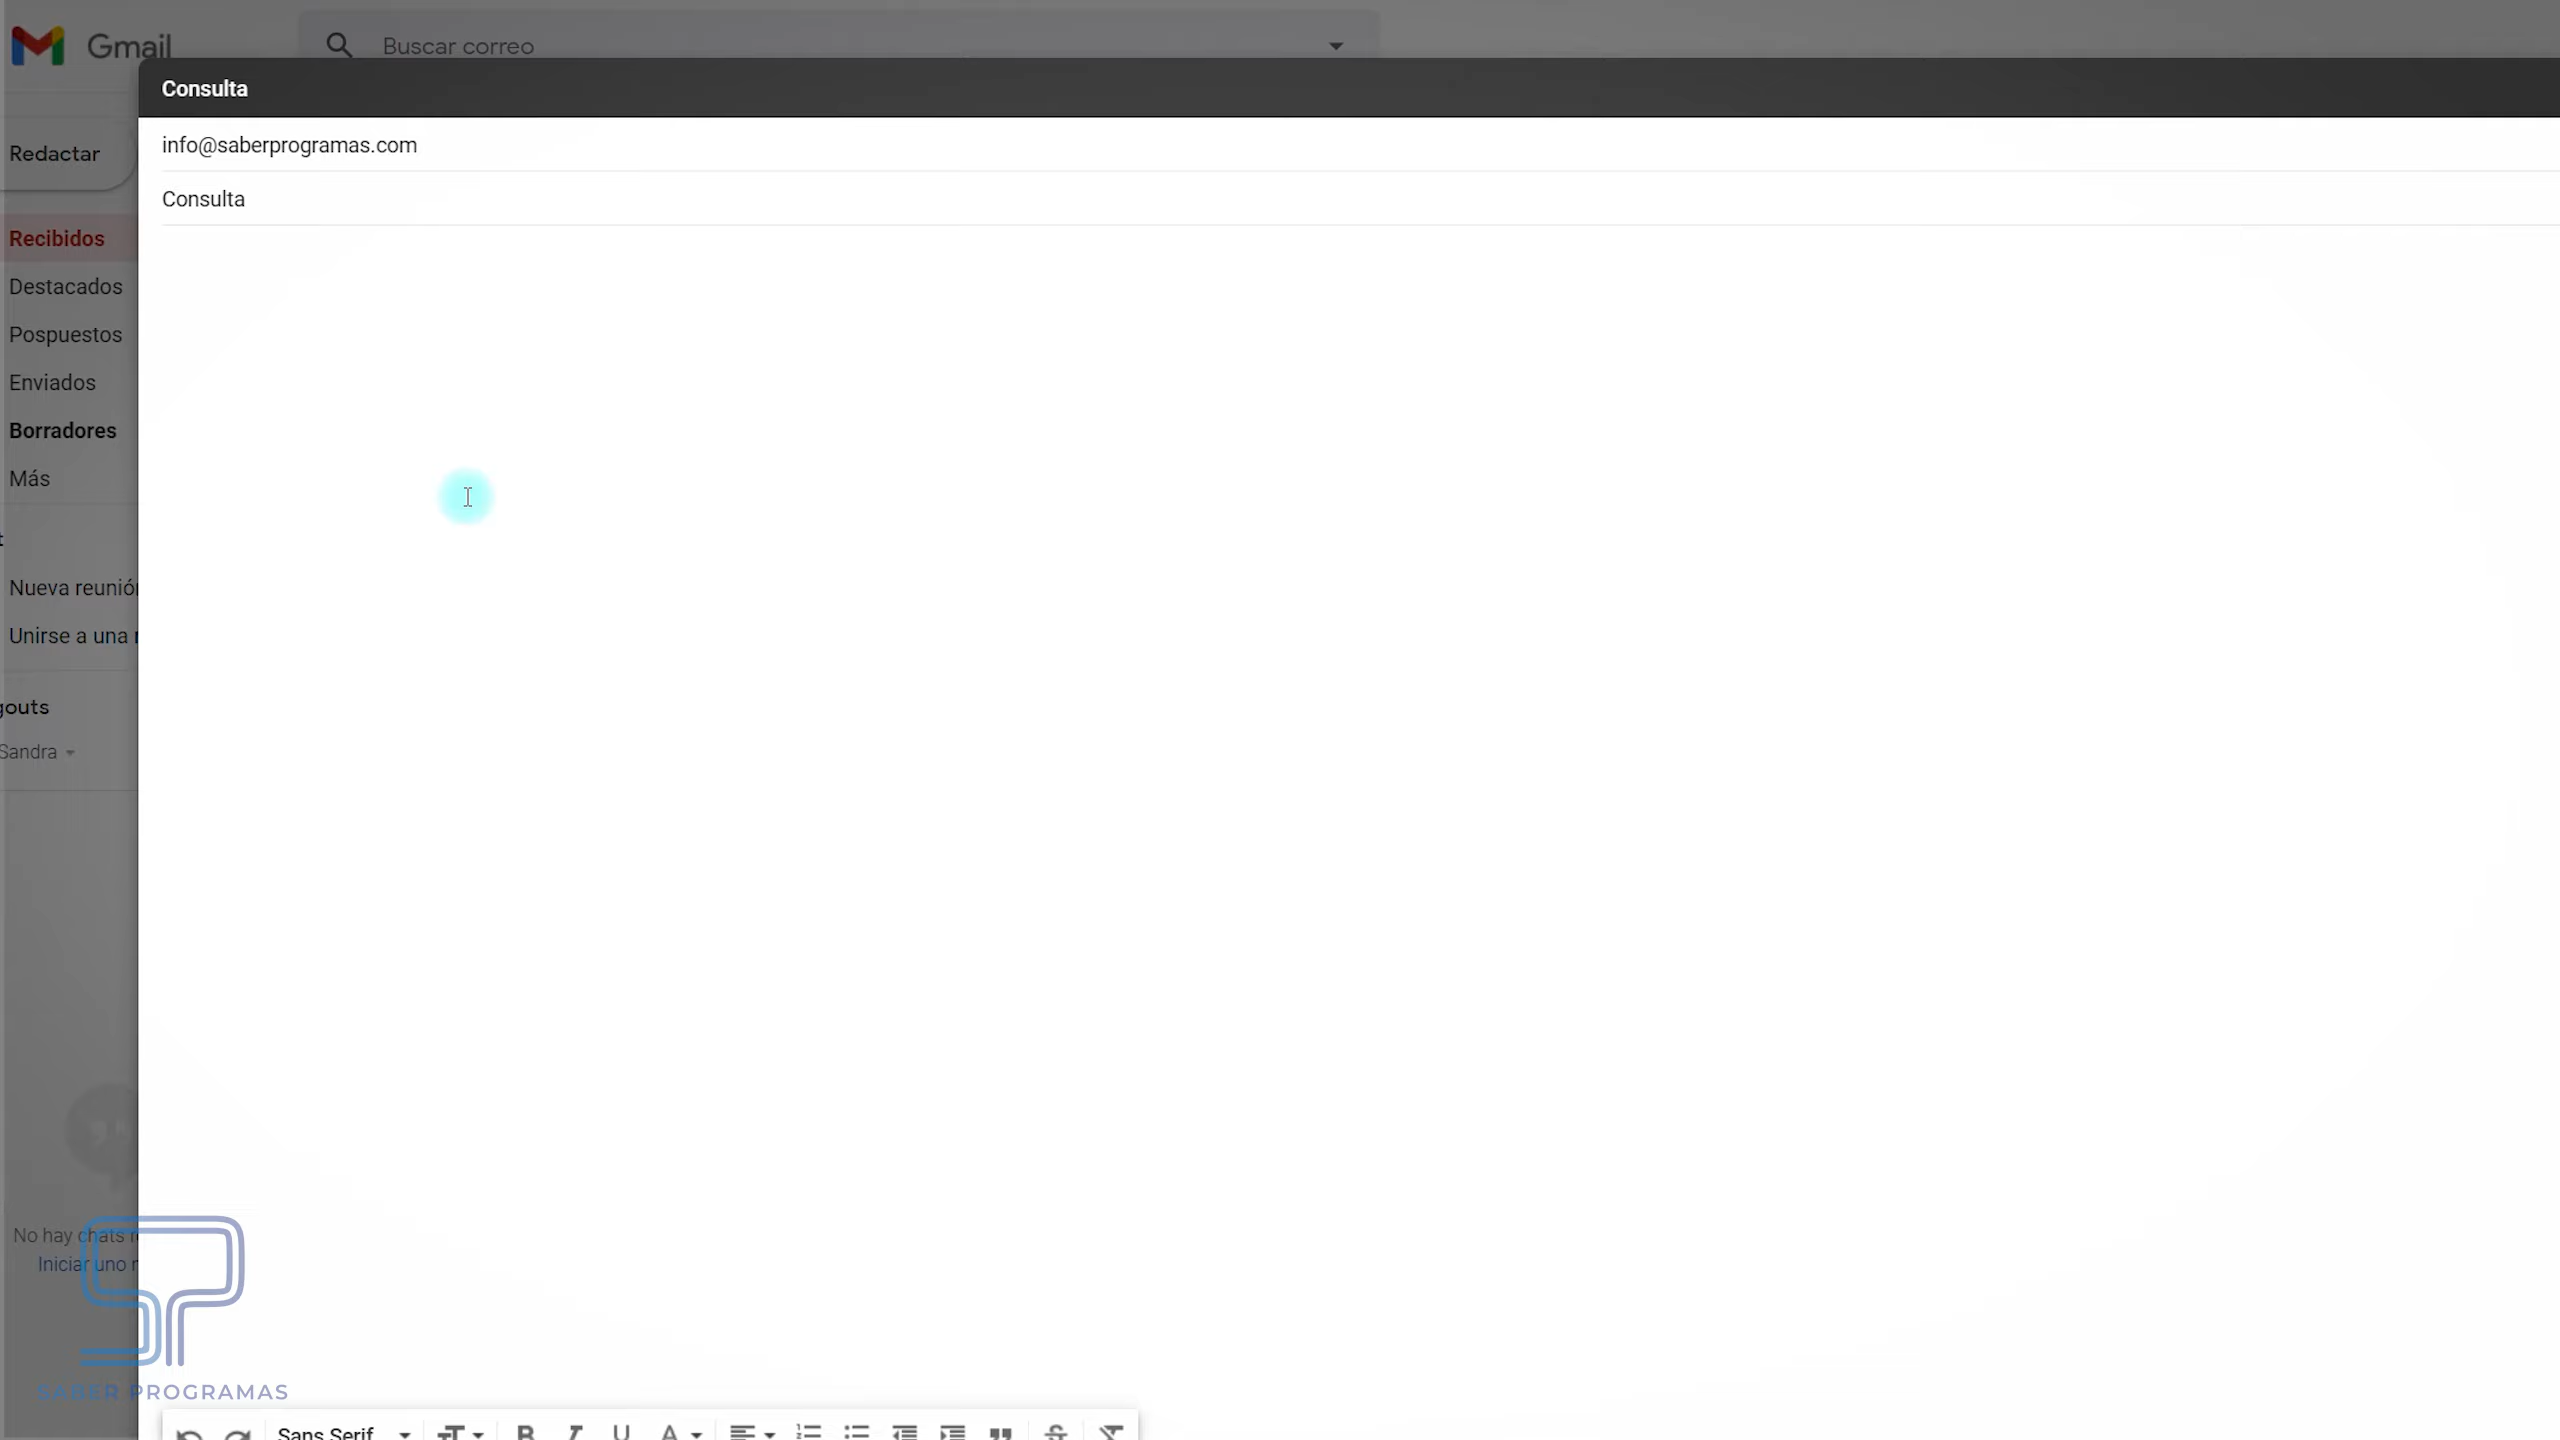 Gmail
Buscar correo
Consulta
info@saberprogramas.com
Consulta
Redactar
Recibidos
Destacados
Pospuestos
Enviados
Borradores
Más
Nueva reunión
Unirse a una
gouts
Sandra
No hay chats
Iniciar uno
SABER PROGRAMAS
Sans Serif